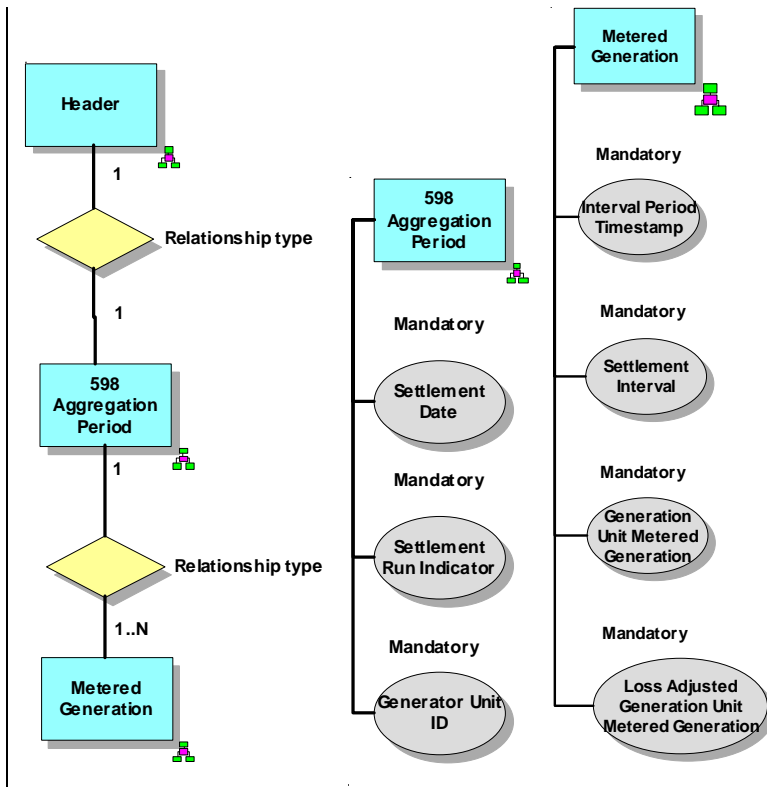 Header
1
Relationship type
1
598
Aggregation
Period
1
Relationship type
1..N
Metered
Generation
598
Aggregation
Period
Mandatory
Settlement
Date
Mandatory
Settlement
Run Indicator
Mandatory
Generator Unit
ID
Metered
Generation
Mandatory
Interval Period
Timestamp
Mandatory
Settlement
Interval
Mandatory
Generation
Unit Metered
Generation
Mandatory
Loss Adjusted
Generation Unit
Metered Generation